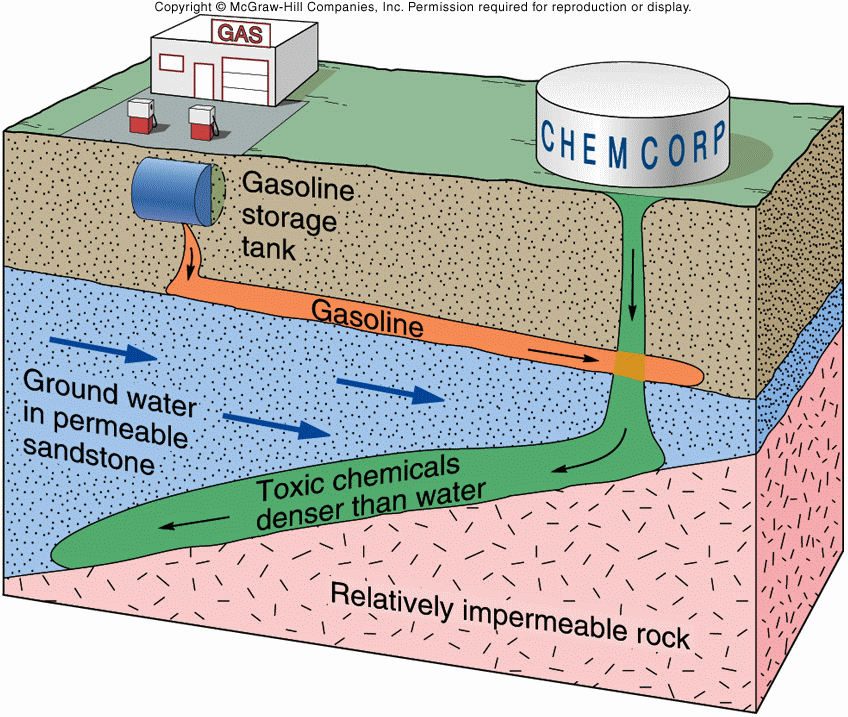 Copyright © McGraw-Hill Companies, Inc. Permission required for reproduction or display.
GAS
CHEMCORP
Gasoline
storage
tank
Gasoline
Ground water
in permeable
sandstone
Toxic chemicals
denser than water
Relatively impermeable rock